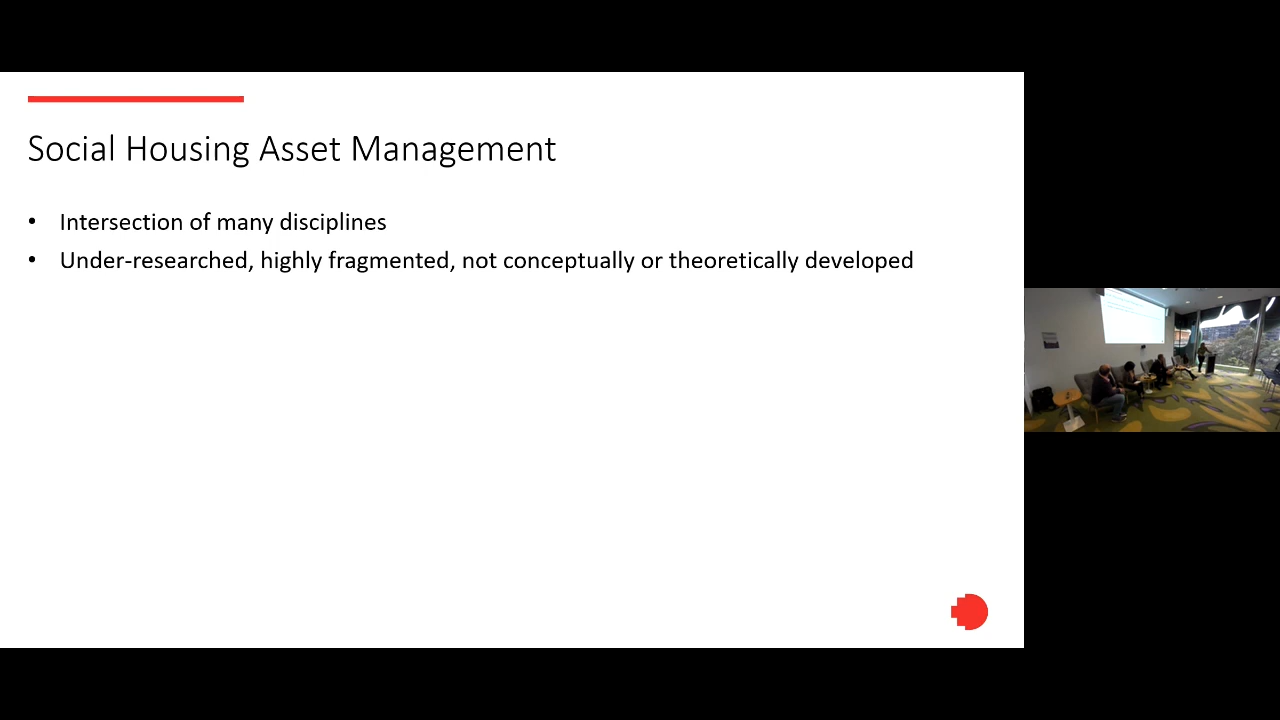 Social Housing Asset Management
• Intersection of many disciplines
• Under-researched, highly fragmented, not conceptually or theoretically developed